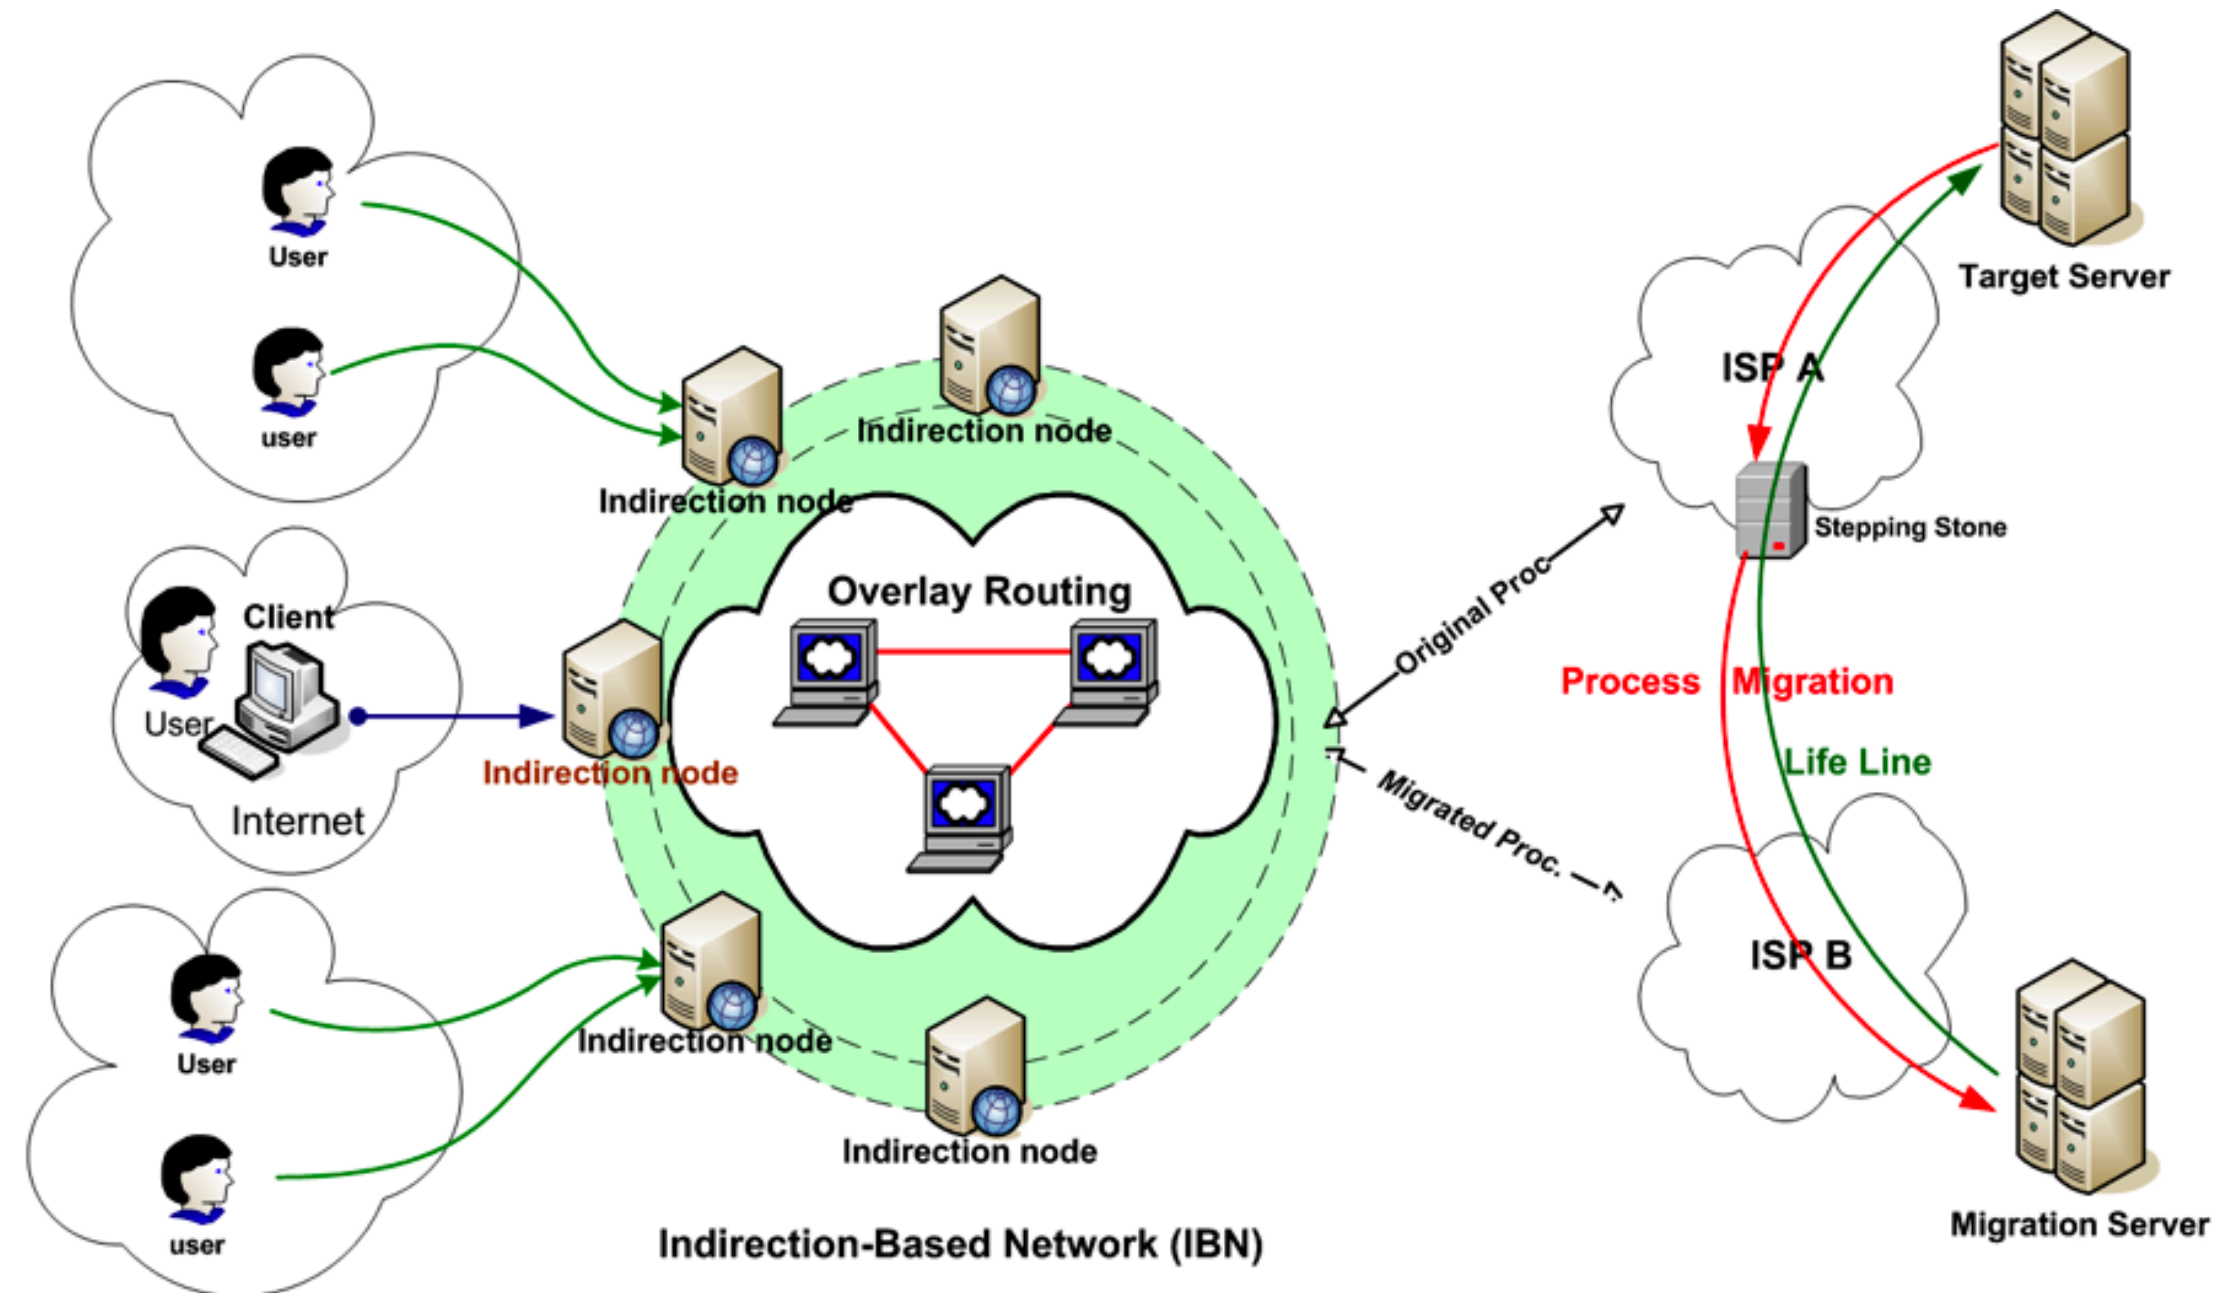 User
user
Indirection node
Indirection node
Overlay Routing
Client
User
Internet
Indirection node
User
user
Indirection node
Indirection node
Indirection-Based Network (IBN)
Original Proc
Migrated Proc.
Target Server
ISP A
Stepping Stone
Process Migration
Life Line
ISP B
Migration Server